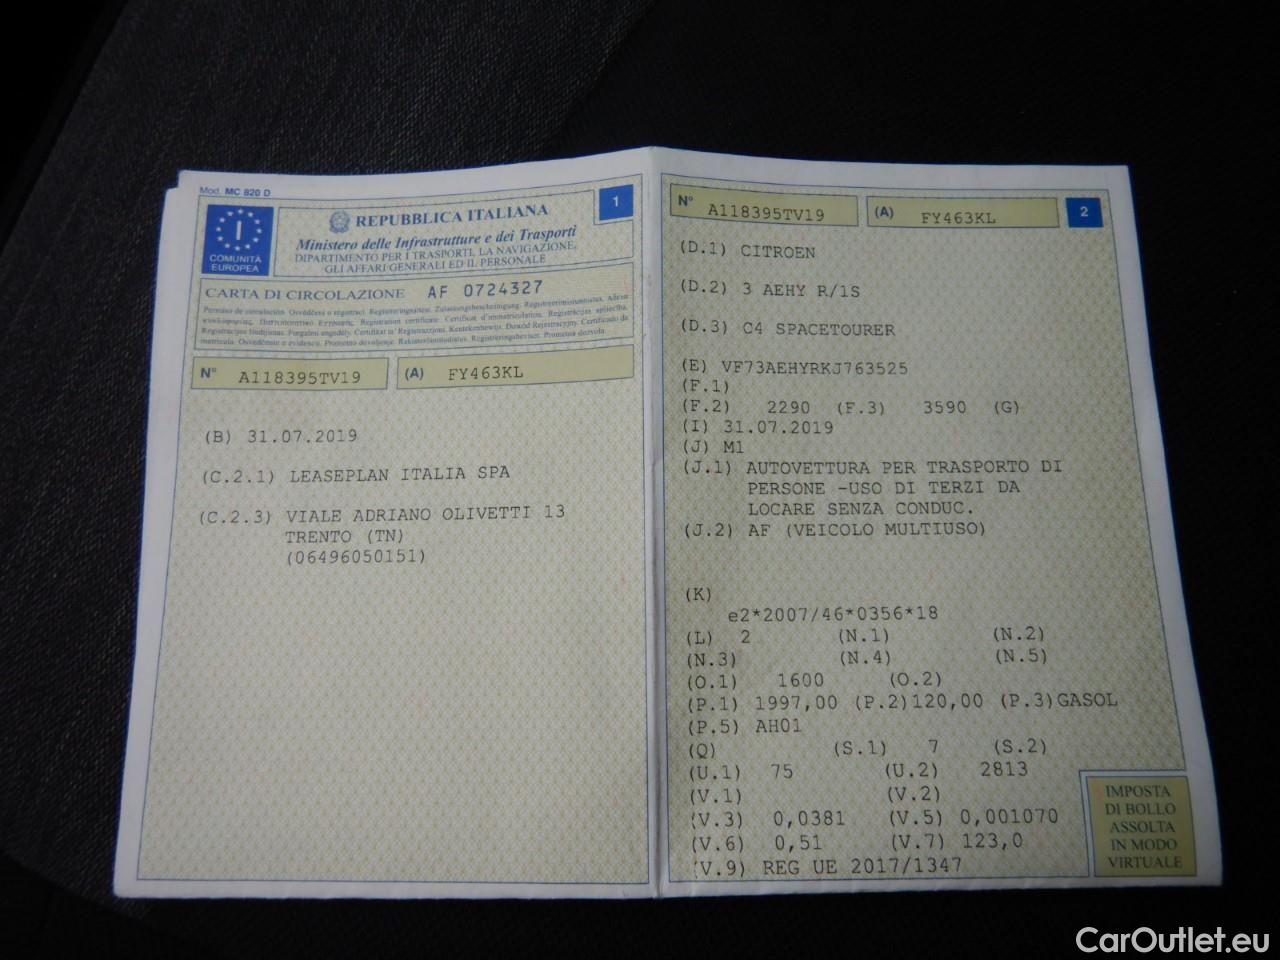 Mod. MC 820 D
1
I
COMUNITÀ
EUROPEA
REPUBBLICA ITALIANA
Ministero delle Infrastrutture e dei Trasporti
DIPARTIMENTO PER I TRASPORTI, LA NAVIGAZIONE,
GLI AFFARI GENERALI ED IL PERSONALE
CARTA DI CIRCOLAZIONE AF 0724327
N° A118395TV19 (A) FY463KL
(B) 31.07.2019
(C.2.1) LEASEPLAN ITALIA SPA
(C.2.3) VIALE ADRIANO OLIVETTI 13
TRENTO (TN)
(06496050151)
N° A118395TV19 (A) FY463KL 2
(D.1) CITROEN
(D.2) 3 AEHY R/1S
(D.3) C4 SPACETOURER
(E) VF73AEHYRKJ763525
(F.1)
(F.2) 2290 (F.3) 3590 (G)
(I) 31.07.2019
(J) M1
(J.1) AUTOVETTURA PER TRASPORTO DI
PERSONE -USO DI TERZI DA
LOCARE SENZA CONDUC.
(J.2) AF (VEICOLO MULTIUSO)
(K)
e2*2007/46*0356*18
(L) 2 (N.1) (N.2)
(N.3) (N.4) (N.5)
(O.1) 1600 (O.2)
(P.1) 1997,00 (P.2)120,00 (P.3)GASOL
(P.5) AH01
(Q) (S.1) 7 (S.2)
(U.1) 75 (U.2) 2813
(V.1) (V.2)
(V.3) 0,0381 (V.5) 0,001070
(V.6) 0,51 (V.7) 123,0
(V.9) REG UE 2017/1347
IMPOSTA
DI BOLLO
ASSOLTA
IN MODO
VIRTUALE
CarOutlet.eu